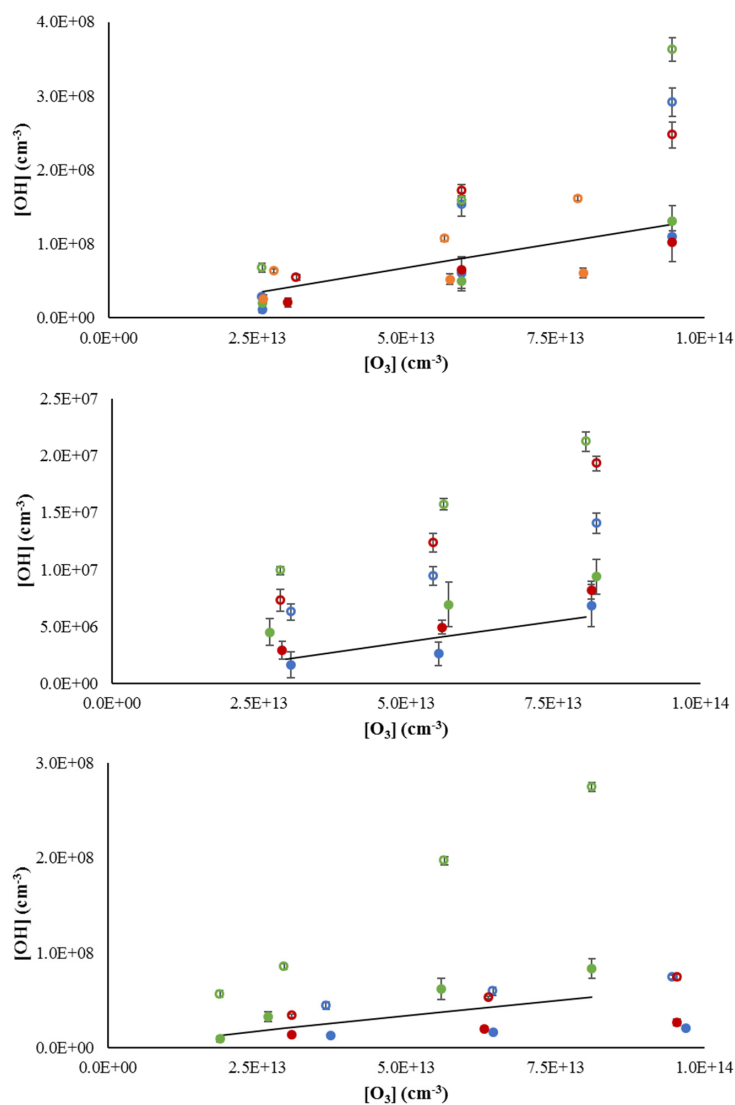 4.0E+08
3.0E+08
2.0E+08
1.0E+08
0.0E+00
[OH] (cm-3)
0.0E+00 2.5E+13 5.0E+13 7.5E+13 1.0E+14
[O3] (cm-3)
2.5E+07
2.0E+07
1.5E+07
1.0E+07
5.0E+06
0.0E+00
[OH] (cm-3)
0.0E+00 2.5E+13 5.0E+13 7.5E+13 1.0E+14
[O3] (cm-3)
3.0E+08
2.0E+08
1.0E+08
0.0E+00
[OH] (cm-3)
0.0E+00 2.5E+13 5.0E+13 7.5E+13 1.0E+14
[O3] (cm-3)